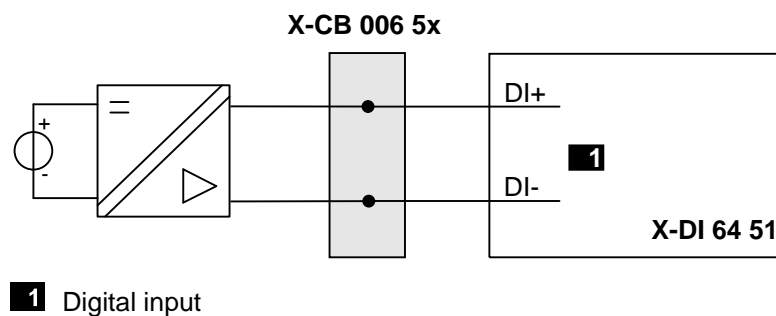 X-CB 006 5x
DI+
+
-
1
DI-
X-DI 64 51
1 Digital input